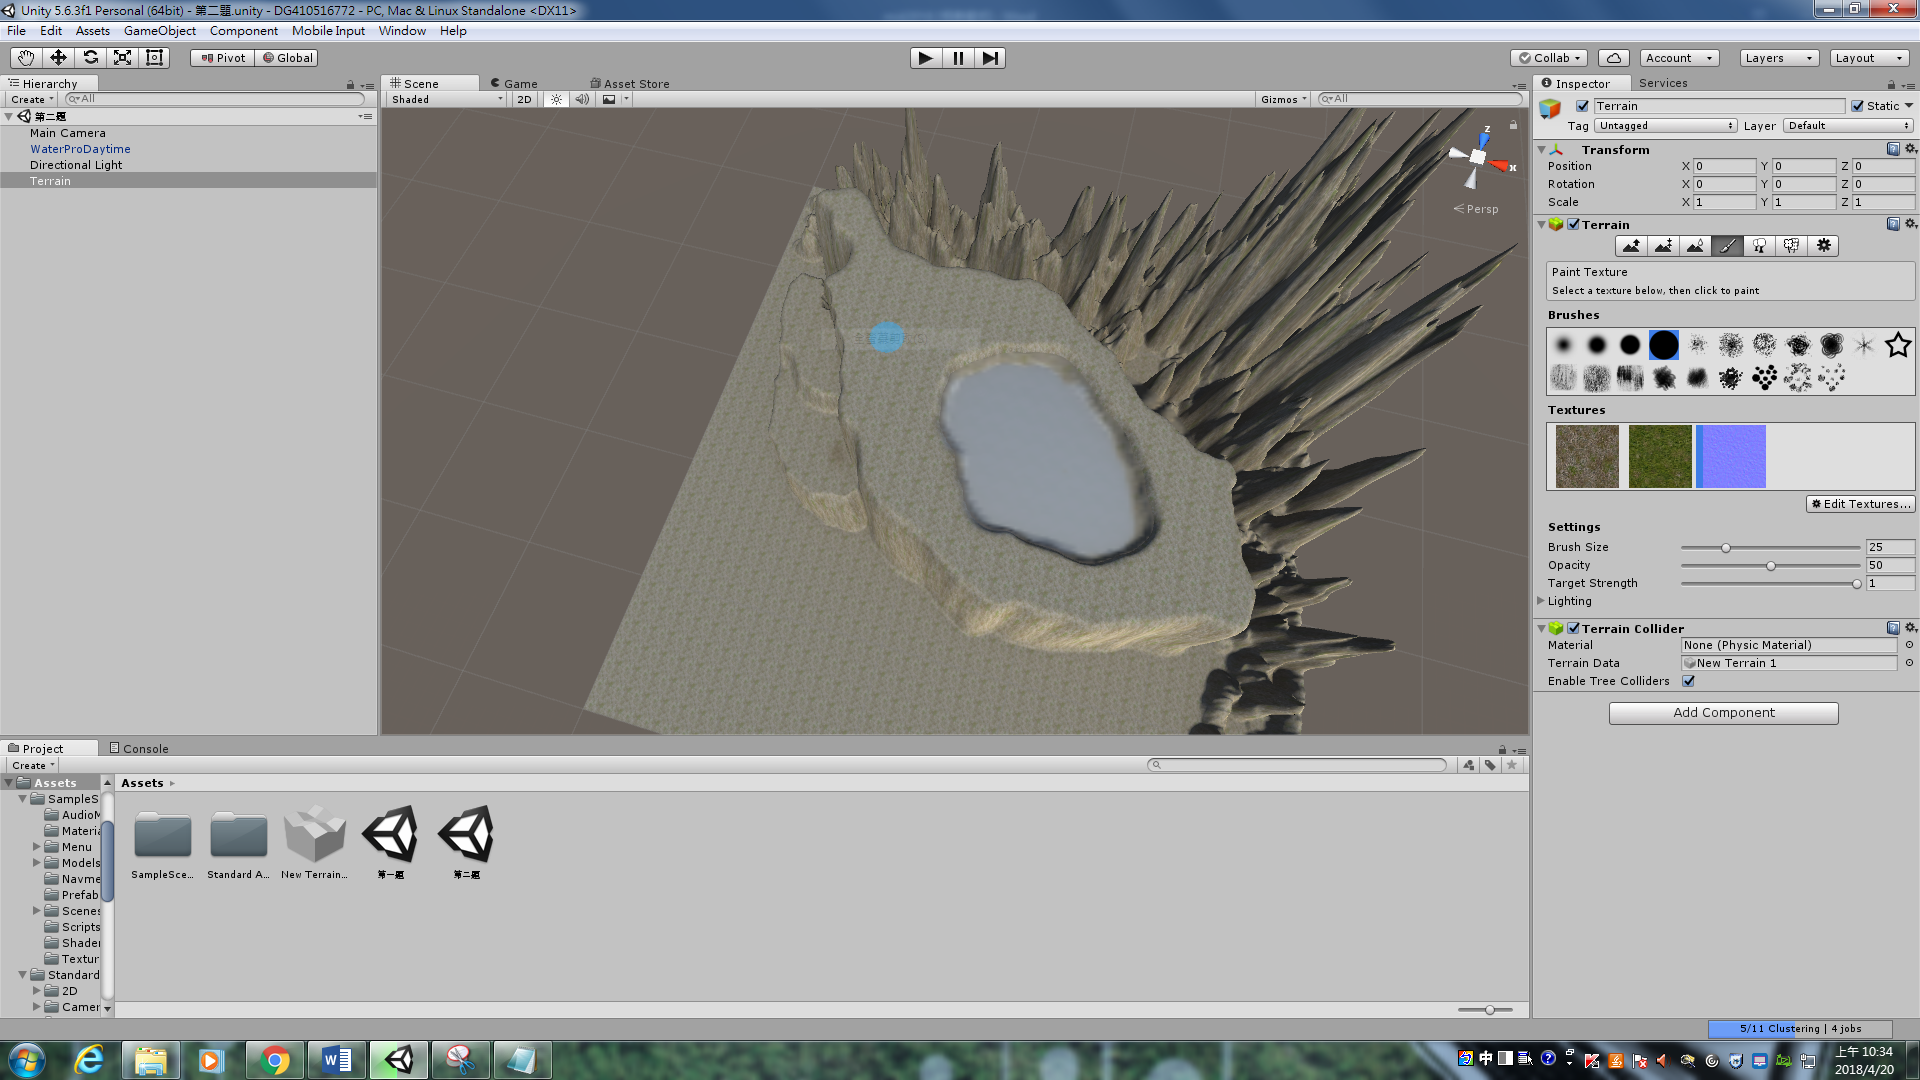 Unity 5.6.3f1 Personal (64bit) - 第二題.unity - DG410516772 - PC, Mac & Linux Standalone <DX11>
File Edit Assets GameObject Component Mobile Input Window Help
Pivot Global
Collab Account Layers Layout
Hierarchy
Create All
第二題
Main Camera
WaterProDaytime
Directional Light
Terrain
Scene Game Asset Store
Shaded 2D Gizmos All
z
x
Persp
Inspector Services
Terrain Static
Tag Untagged Layer Default
Transform
Position X 0 Y 0 Z 0
Rotation X 0 Y 0 Z 0
Scale X 1 Y 1 Z 1
Terrain
Paint Texture
Select a texture below, then click to paint
Brushes
Textures
Edit Textures...
Settings
Brush Size 25
Opacity 50
Target Strength 1
Lighting
Terrain Collider
Material None (Physic Material)
Terrain Data New Terrain 1
Enable Tree Colliders
Add Component
Project Console
Create
Assets
SampleS
AudioM
Materia
Menu
Models
Navme
Prefab
Scenes
Scripts
Shader
Textur
Standard
2D
Camer
Assets
SampleSce... Standard A... New Terrain... 第一題 第二題
5/11 Clustering | 4 jobs
中
上午 10:34
2018/4/20